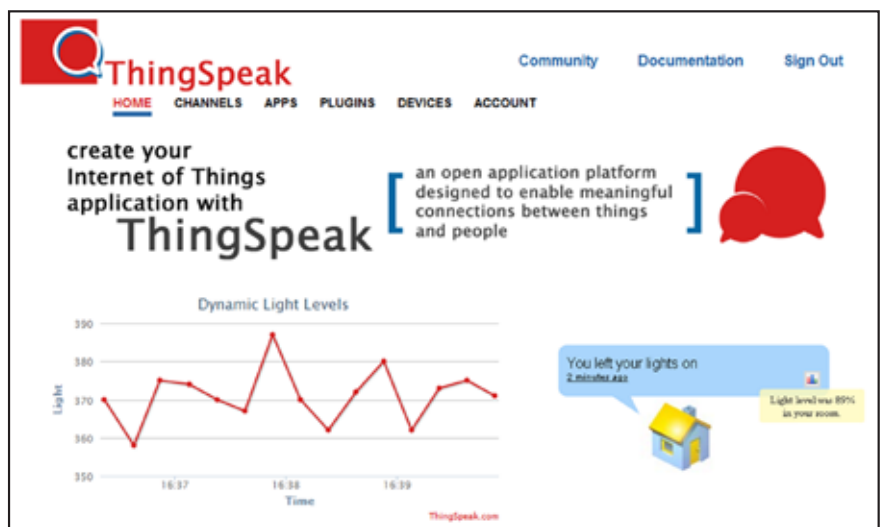 ThingSpeak
Community Documentation Sign Out
HOME CHANNELS APPS PLUGINS DEVICES ACCOUNT
create your
Internet of Things
application with
ThingSpeak
an open application platform
designed to enable meaningful
connections between things
and people
Dynamic Light Levels
390
380
370
360
350
Light
16:37 16:38 16:39
Time
ThingSpeak.com
You left your lights on
2 minutes ago
Light level was 89%
in your room.